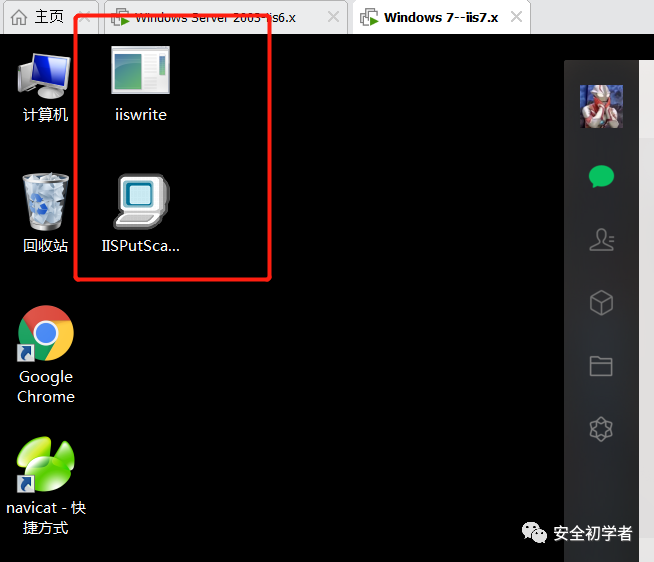 主页
Windows Server 2003-iis6.x
Windows 7--iis7.x
计算机
iiswrite
回收站
IISPutSca...
Google
Chrome
navicat - 快
捷方式
安全初学者